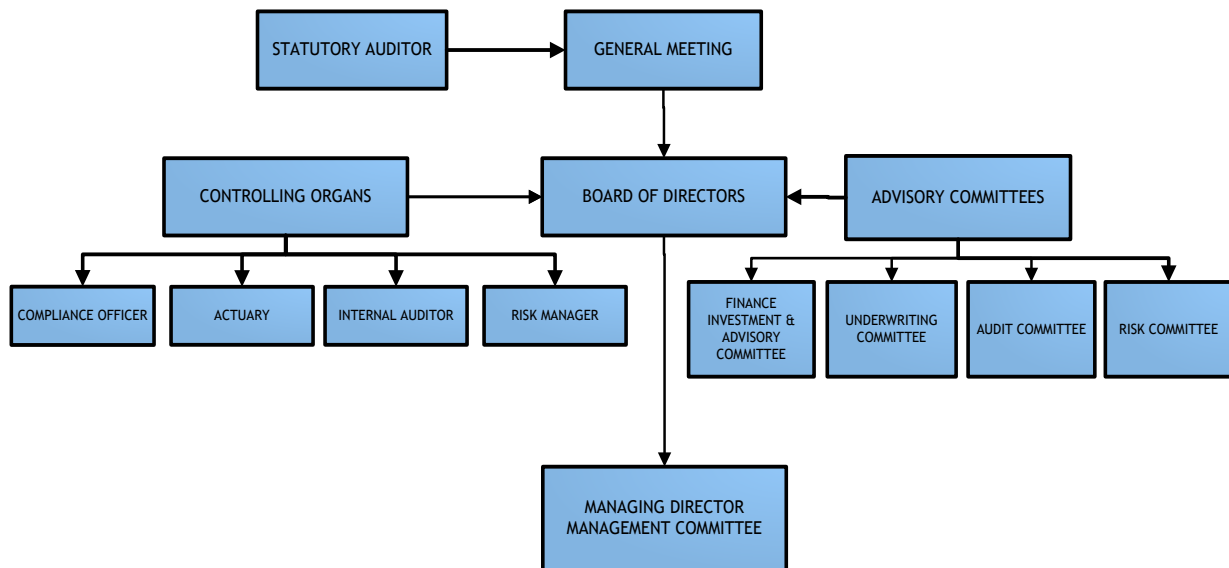 STATUTORY AUDITOR
GENERAL MEETING
CONTROLLING ORGANS
BOARD OF DIRECTORS
ADVISORY COMMITTEES
COMPLIANCE OFFICER
ACTUARY
INTERNAL AUDITOR
RISK MANAGER
FINANCE
INVESTMENT &
ADVISORY
COMMITTEE
UNDERWRITING
COMMITTEE
AUDIT COMMITTEE
RISK COMMITTEE
MANAGING DIRECTOR
MANAGEMENT COMMITTEE